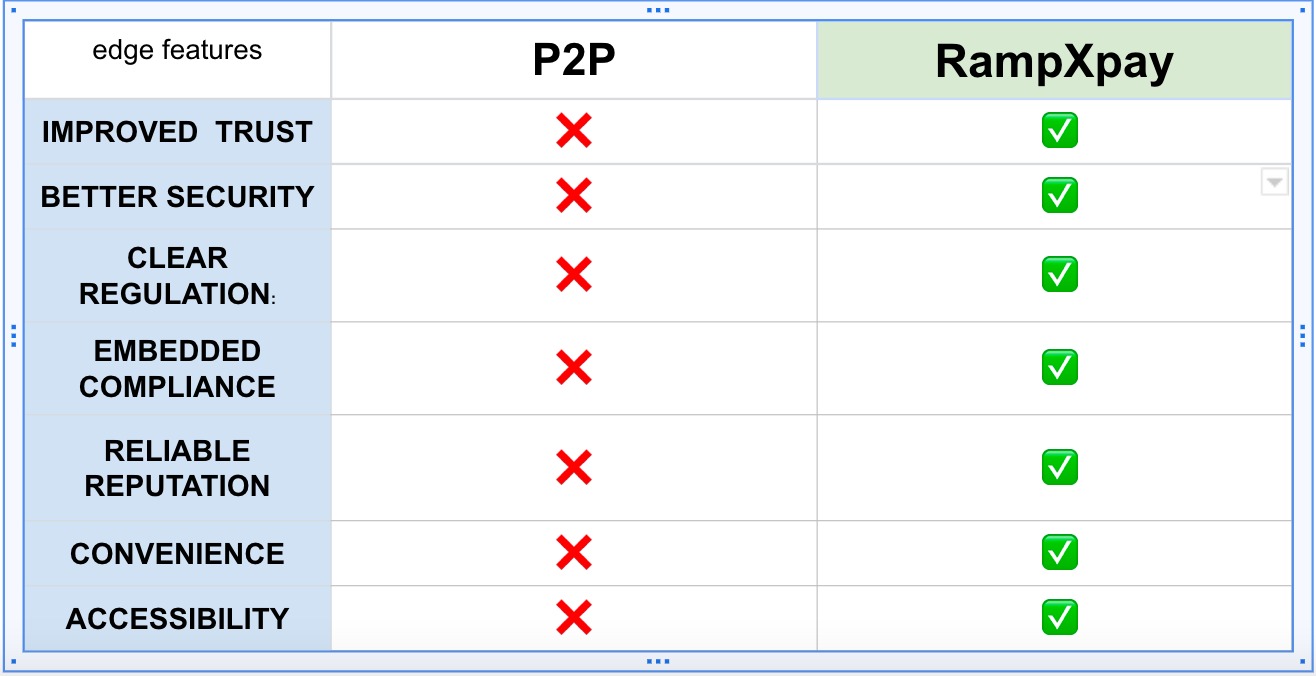 edge features
P2P
RampXpay
IMPROVED TRUST
❌
✅
BETTER SECURITY
❌
✅
CLEAR
REGULATION:
❌
✅
EMBEDDED
COMPLIANCE
❌
✅
RELIABLE
REPUTATION
❌
✅
CONVENIENCE
❌
✅
ACCESSIBILITY
❌
✅